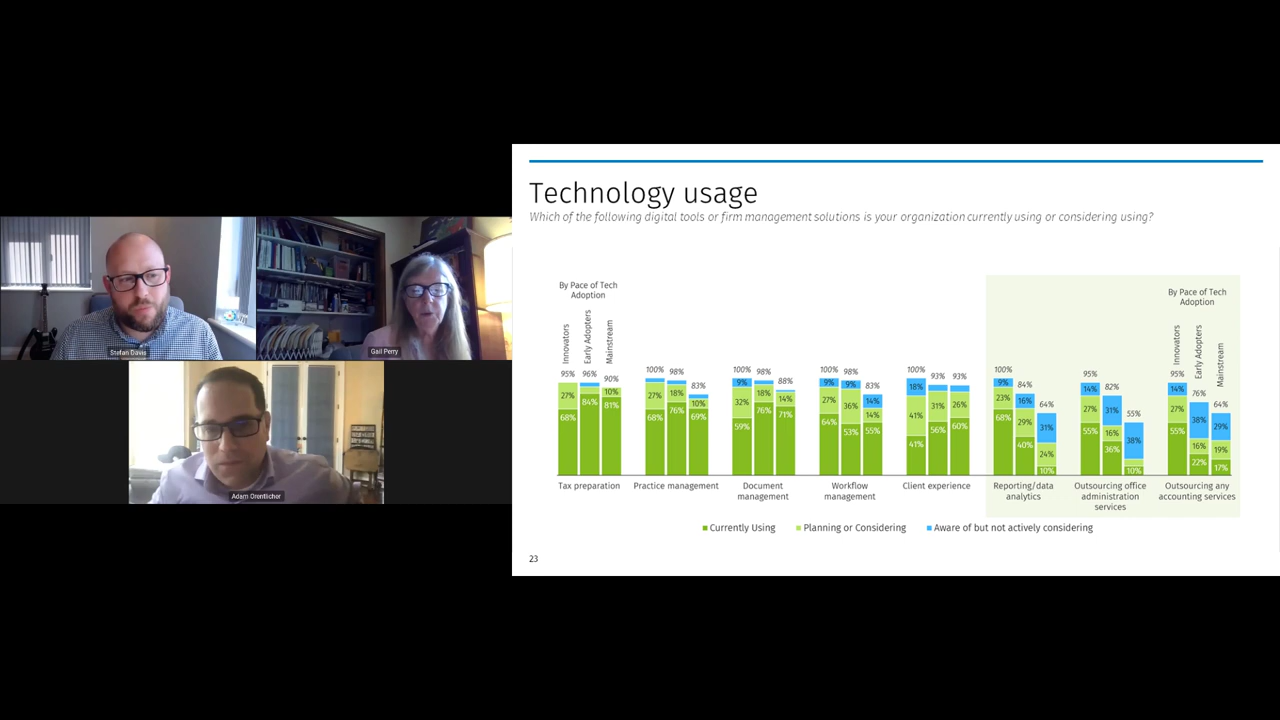 Technology usage
Which of the following digital tools or firm management solutions is your organization currently using or considering using?
By Pace of Tech
Adoption
By Pace of Tech
Adoption
Innovators
Early Adopters
Mainstream
Innovators
Early Adopters
Mainstream
95% 96% 90%
27% 10%
68% 84% 81%
Tax preparation
100% 98% 83%
27% 18% 10%
68% 76% 69%
Practice management
100% 98% 88%
9%
32% 18% 14%
59% 76% 71%
Document
management
100% 98% 83%
9% 9% 14%
27% 36% 14%
64% 53% 55%
Workflow
management
100% 93% 93%
18%
41% 31% 26%
41% 56% 60%
Client experience
100% 84% 64%
9% 16% 31%
23% 29% 24%
68% 40% 10%
Reporting/data
analytics
95% 82% 55%
14% 31% 38%
27% 16%
55% 36% 10%
Outsourcing office
administration
services
95% 76% 64%
14% 38% 29%
27% 16% 19%
55% 22% 17%
Outsourcing any
accounting services
Currently Using Planning or Considering Aware of but not actively considering
23
Stefan Davis
Gail Perry
Adam Orentlichor